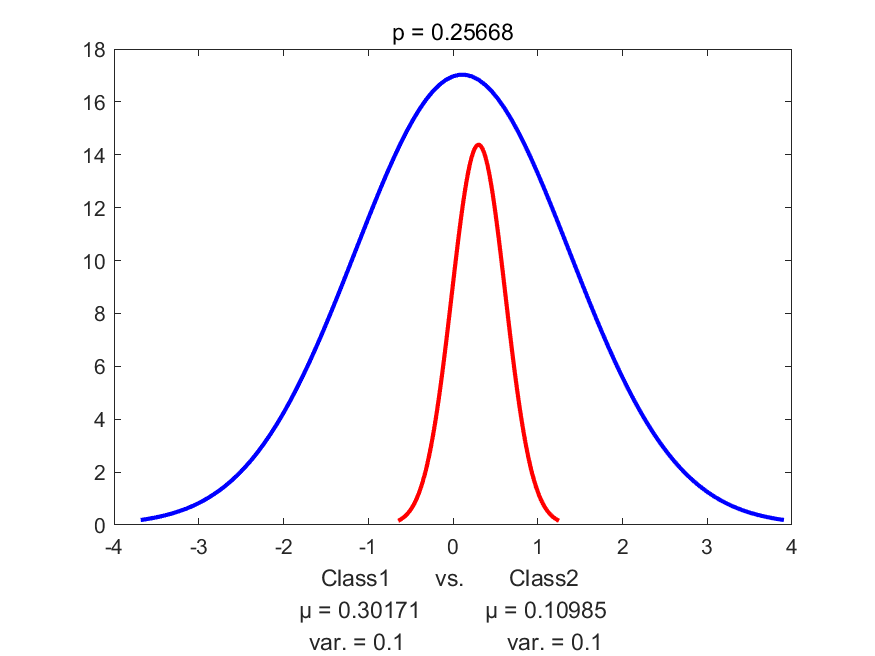 p = 0.25668
18
16
14
12
10
8
6
4
2
0
-4 -3 -2 -1 0 1 2 3 4
Class1 vs. Class2
μ = 0.30171 μ = 0.10985
var. = 0.1 var. = 0.1